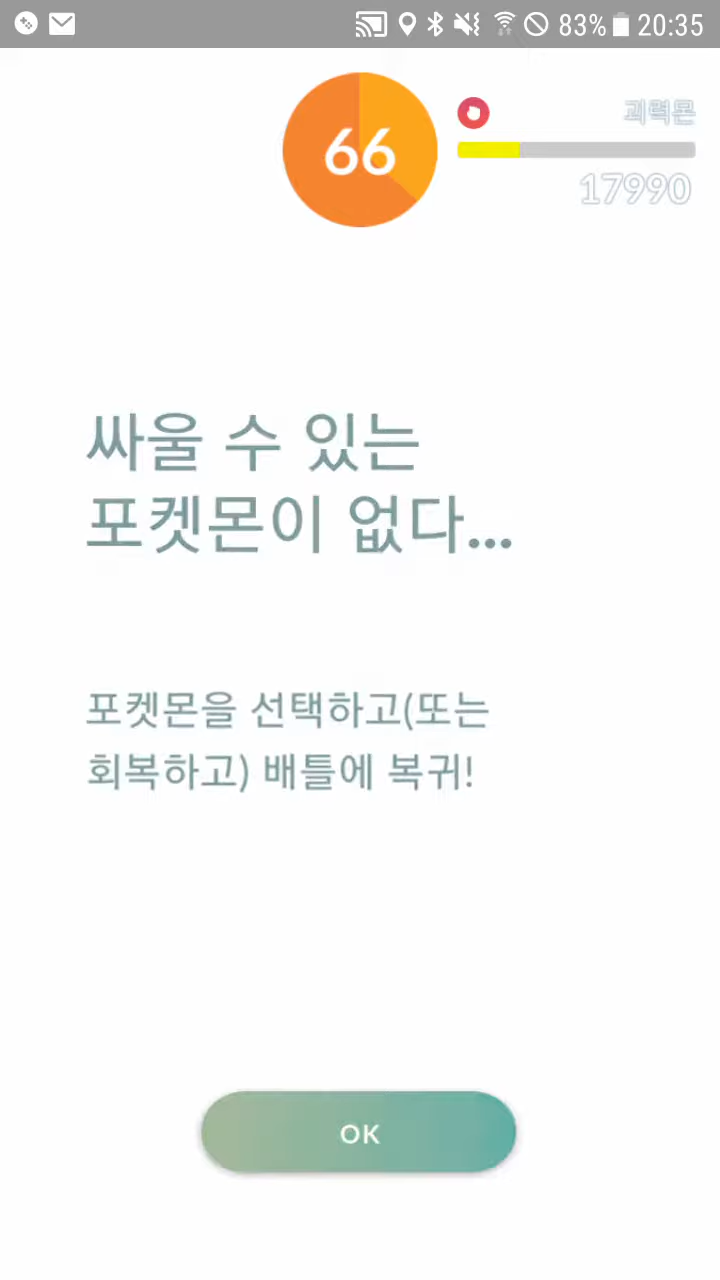 83% 20:35
66
괴력몬
17990
싸울 수 있는
포켓몬이 없다...
포켓몬을 선택하고(또는
회복하고) 배틀에 복귀!
OK